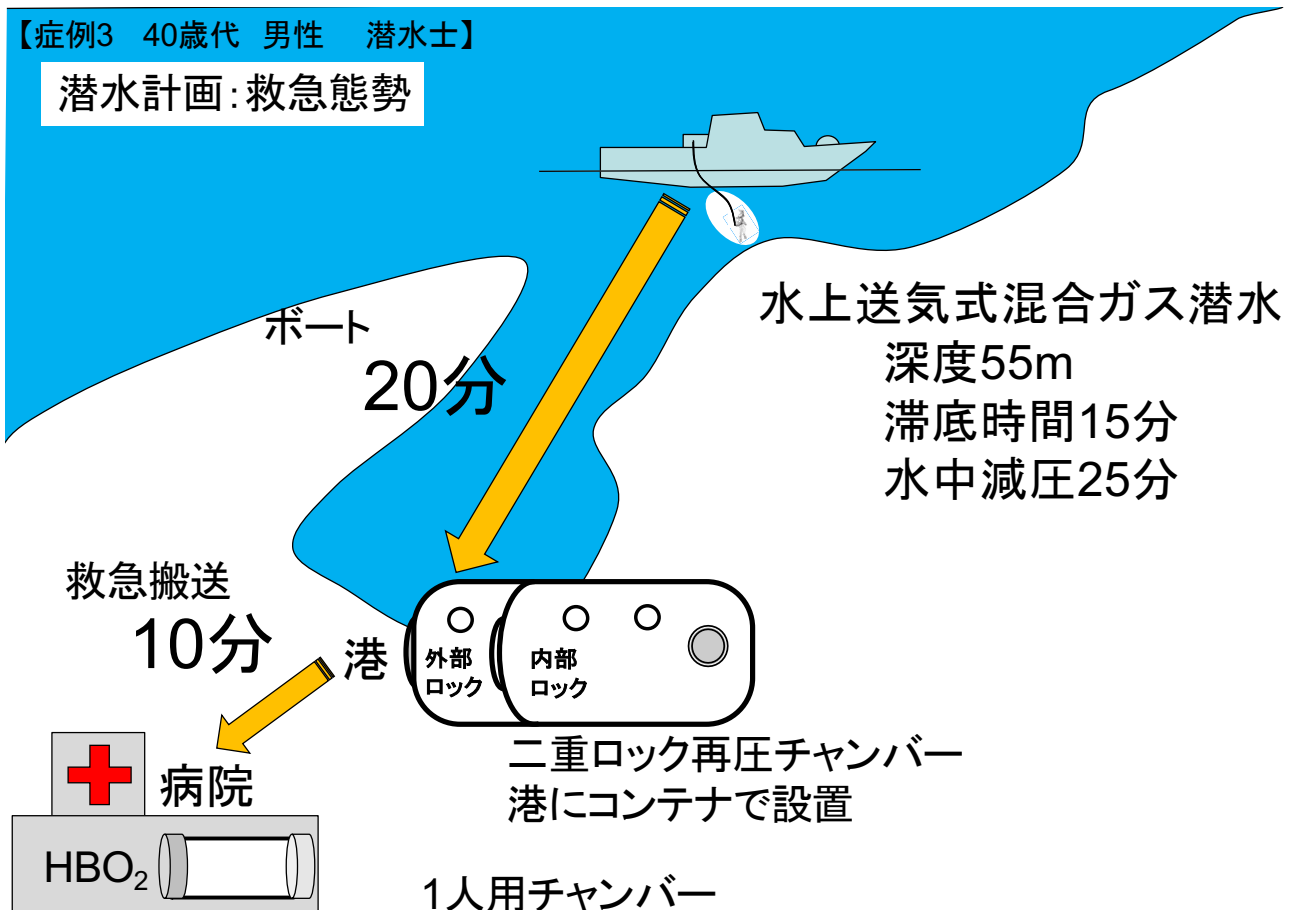 【症例3 40歳代 男性 潜水士】
潜水計画:救急態勢
ボート
20分
水上送気式混合ガス潜水
深度55m
滞底時間15分
水中減圧25分
救急搬送
10分
港
外部
ロック
内部
ロック
二重ロック再圧チャンバー
港にコンテナで設置
病院
HBO₂
1人用チャンバー